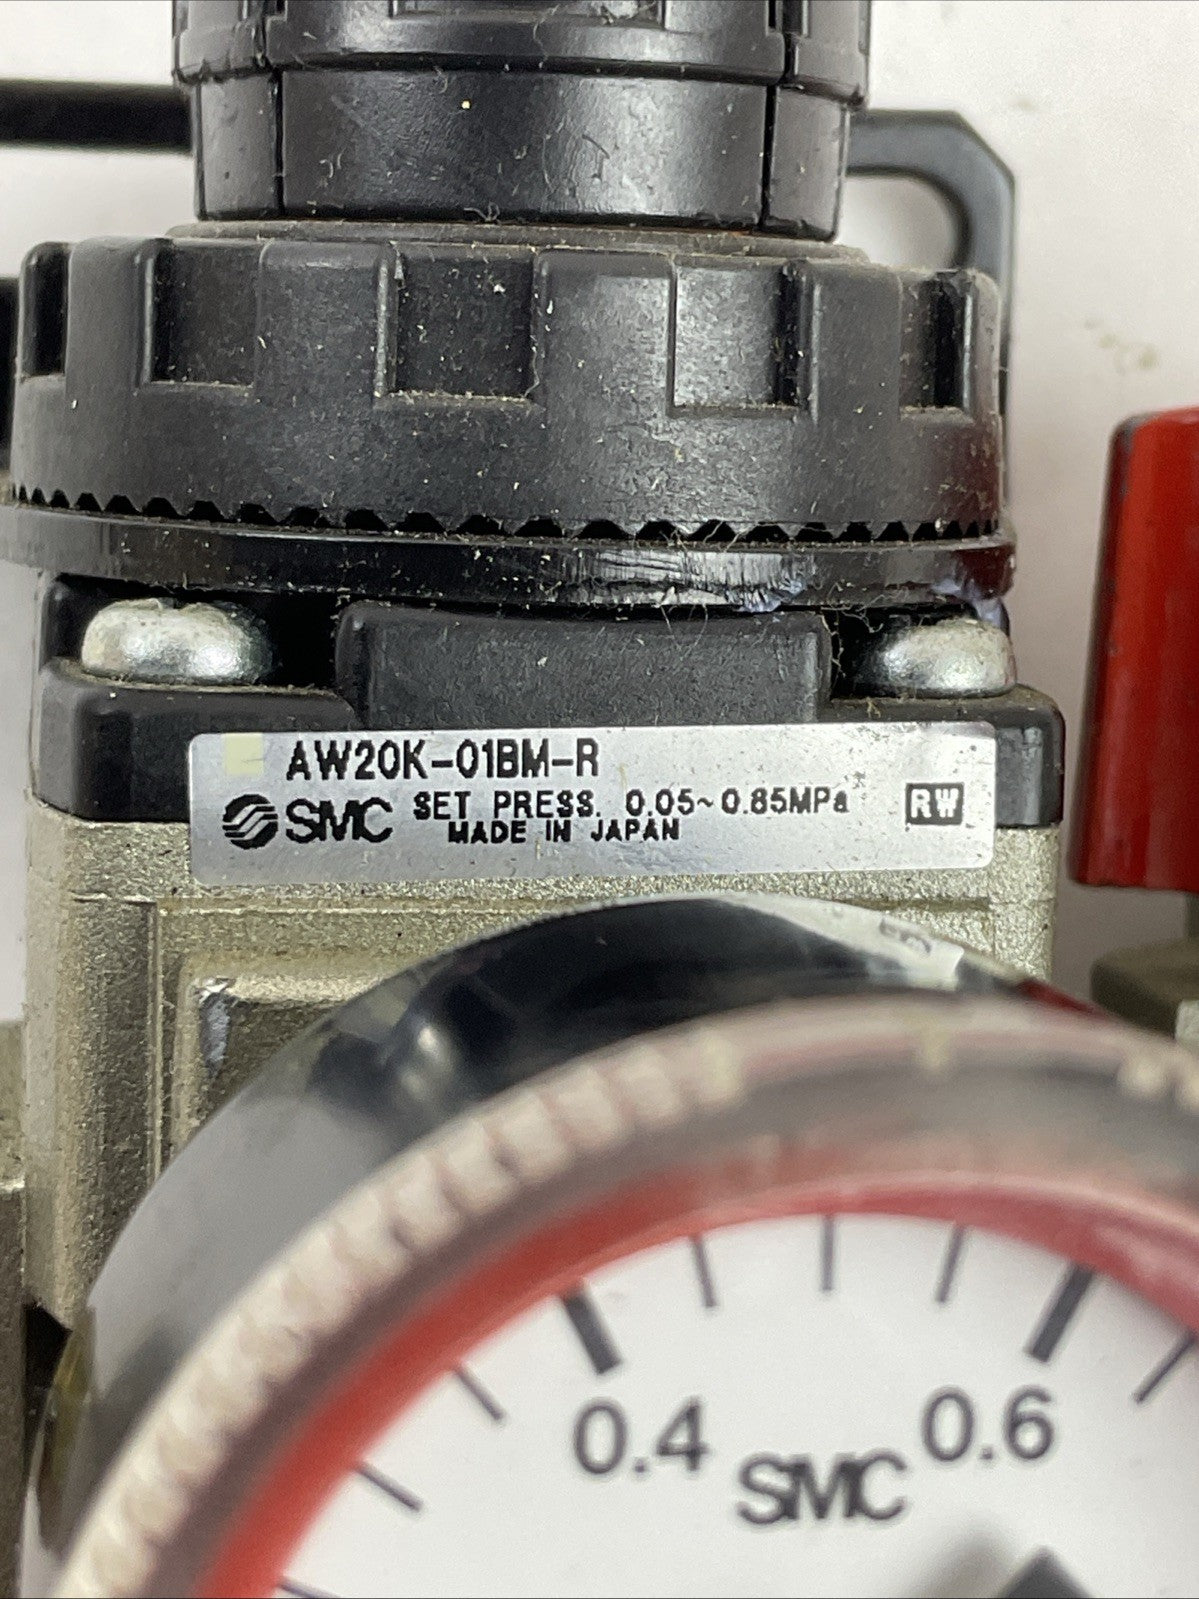 AW20K-01BM-R
SMC SET PRESS. 0.05~0.85MPa RW
MADE IN JAPAN
0.4 SMC 0.6